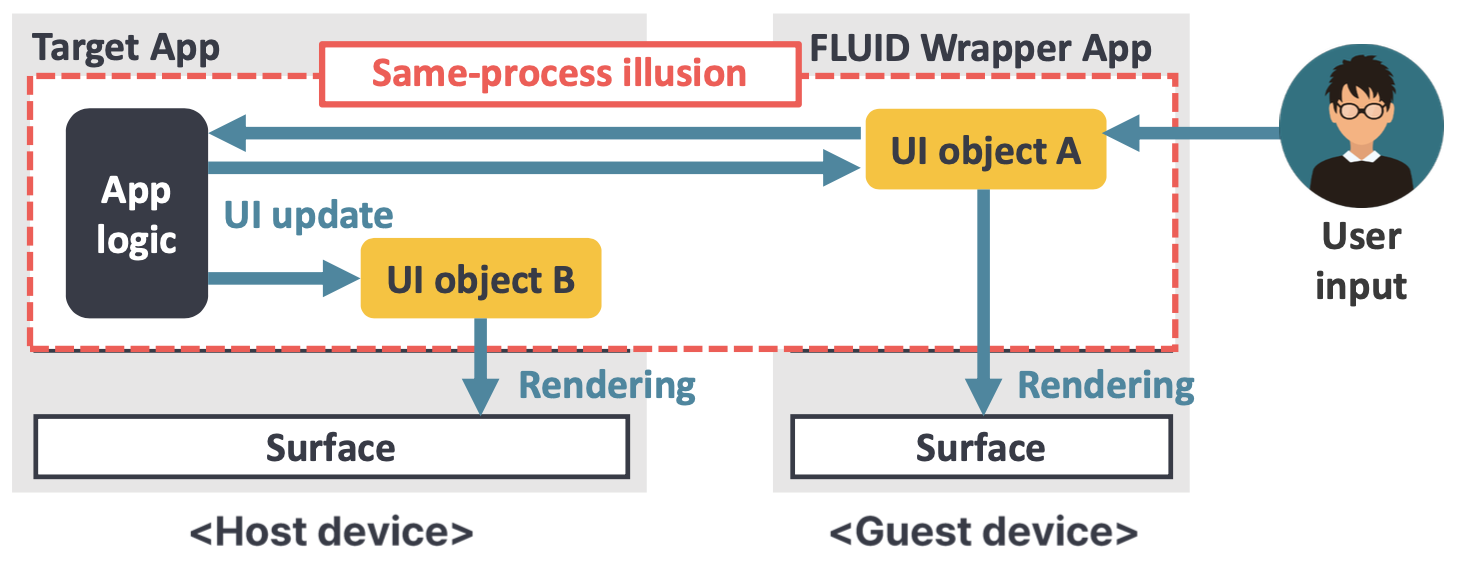 Target App
FLUID Wrapper App
Same-process illusion
App
logic
UI object A
UI update
UI object B
User
input
Rendering
Rendering
Surface
Surface
<Host device>
<Guest device>